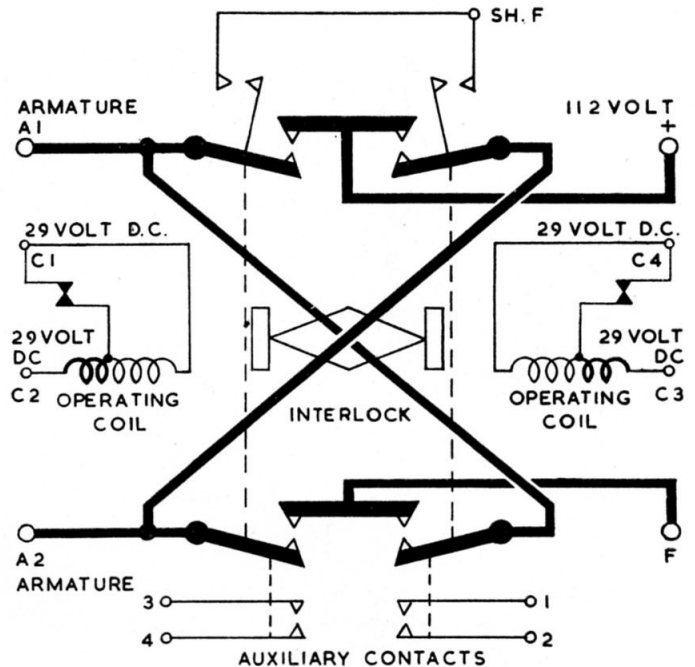 SH. F
ARMATURE
A1
112 VOLT
+
29 VOLT D.C.
C1
29 VOLT D.C.
C4
29 VOLT
DC
C2
OPERATING
COIL
INTERLOCK
29 VOLT
DC
C3
OPERATING
COIL
A2
ARMATURE
F
3
4
1
2
AUXILIARY CONTACTS